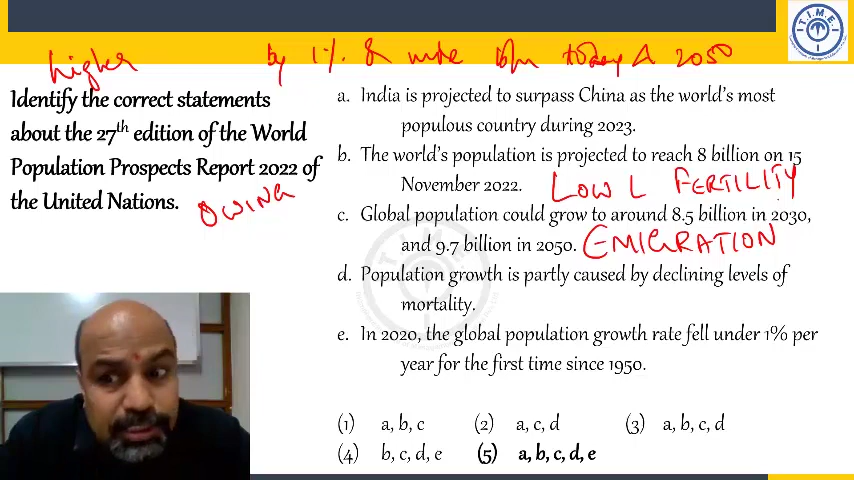 T.I.M.E.
higher by 1% & more btn today & 2050
Identify the correct statements
about the 27th edition of the World
Population Prospects Report 2022 of
the United Nations.
OWING
a. India is projected to surpass China as the world's most
populous country during 2023.
b. The world's population is projected to reach 8 billion on 15
November 2022.
LOW L FERTILITY
c. Global population could grow to around 8.5 billion in 2030,
and 9.7 billion in 2050.
EMIGRATION
d. Population growth is partly caused by declining levels of
mortality.
e. In 2020, the global population growth rate fell under 1% per
year for the first time since 1950.
(1) a, b, c (2) a, c, d (3) a, b, c, d
(4) b, c, d, e (5) a, b, c, d, e